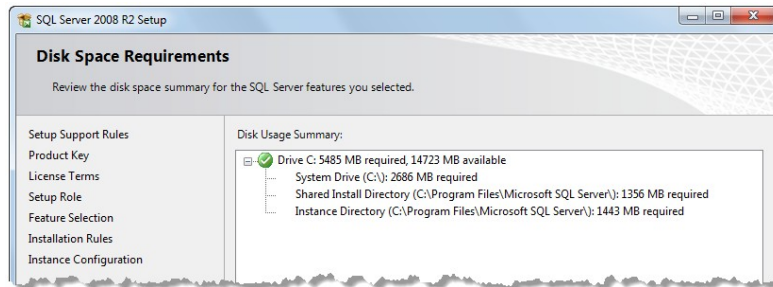 SQL Server 2008 R2 Setup
Disk Space Requirements
Review the disk space summary for the SQL Server features you selected.
Setup Support Rules
Product Key
License Terms
Setup Role
Feature Selection
Installation Rules
Instance Configuration
Disk Usage Summary:
Drive C: 5485 MB required, 14723 MB available
System Drive (C:\): 2686 MB required
Shared Install Directory (C:\Program Files\Microsoft SQL Server\): 1356 MB required
Instance Directory (C:\Program Files\Microsoft SQL Server\): 1443 MB required